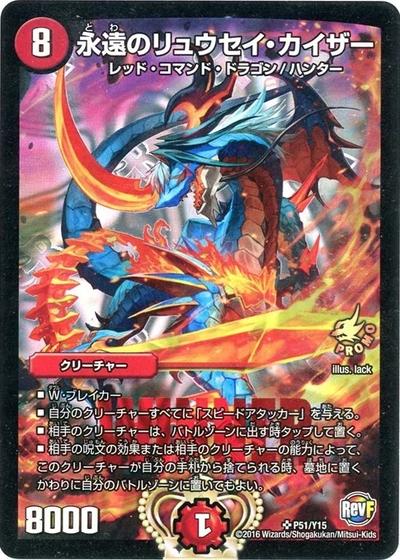 8
永遠のリュウセイ・カイザー
とわ
レッド・コマンド・ドラゴン/ハンター
PROMO
illus. lack
クリーチャー
■W・ブレイカー
■自分のクリーチャーすべてに「スピードアタッカー」を与える。
■相手のクリーチャーは、バトルゾーンに出す時タップして置く。
■相手の呪文の効果または相手のクリーチャーの能力によって、
このクリーチャーが自分の手札から捨てられる時、墓地に置く
かわりに自分のバトルゾーンに置いてもよい。
HUNTER
RevF
8000
1
P51/Y15
©2016 Wizards/Shogakukan/Mitsui-Kids